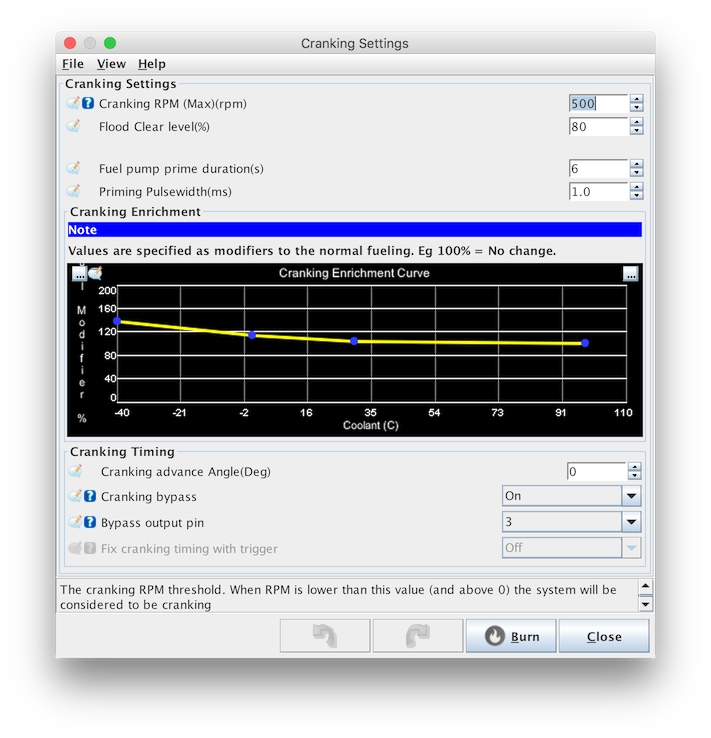 Cranking Settings
File View Help
Cranking Settings
Cranking RPM (Max)(rpm) 500
Flood Clear level(%) 80
Fuel pump prime duration(s) 6
Priming Pulsewidth(ms) 1.0
Cranking Enrichment
Note
Values are specified as modifiers to the normal fueling. Eg 100% = No change.
... Cranking Enrichment Curve ...
Modifier %
200
160
120
80
40
0
-40 -21 -2 16 35 54 73 91 110
Coolant (C)
Cranking Timing
Cranking advance Angle(Deg) 0
Cranking bypass On
Bypass output pin 3
Fix cranking timing with trigger Off
The cranking RPM threshold. When RPM is lower than this value (and above 0) the system will be
considered to be cranking
Burn Close